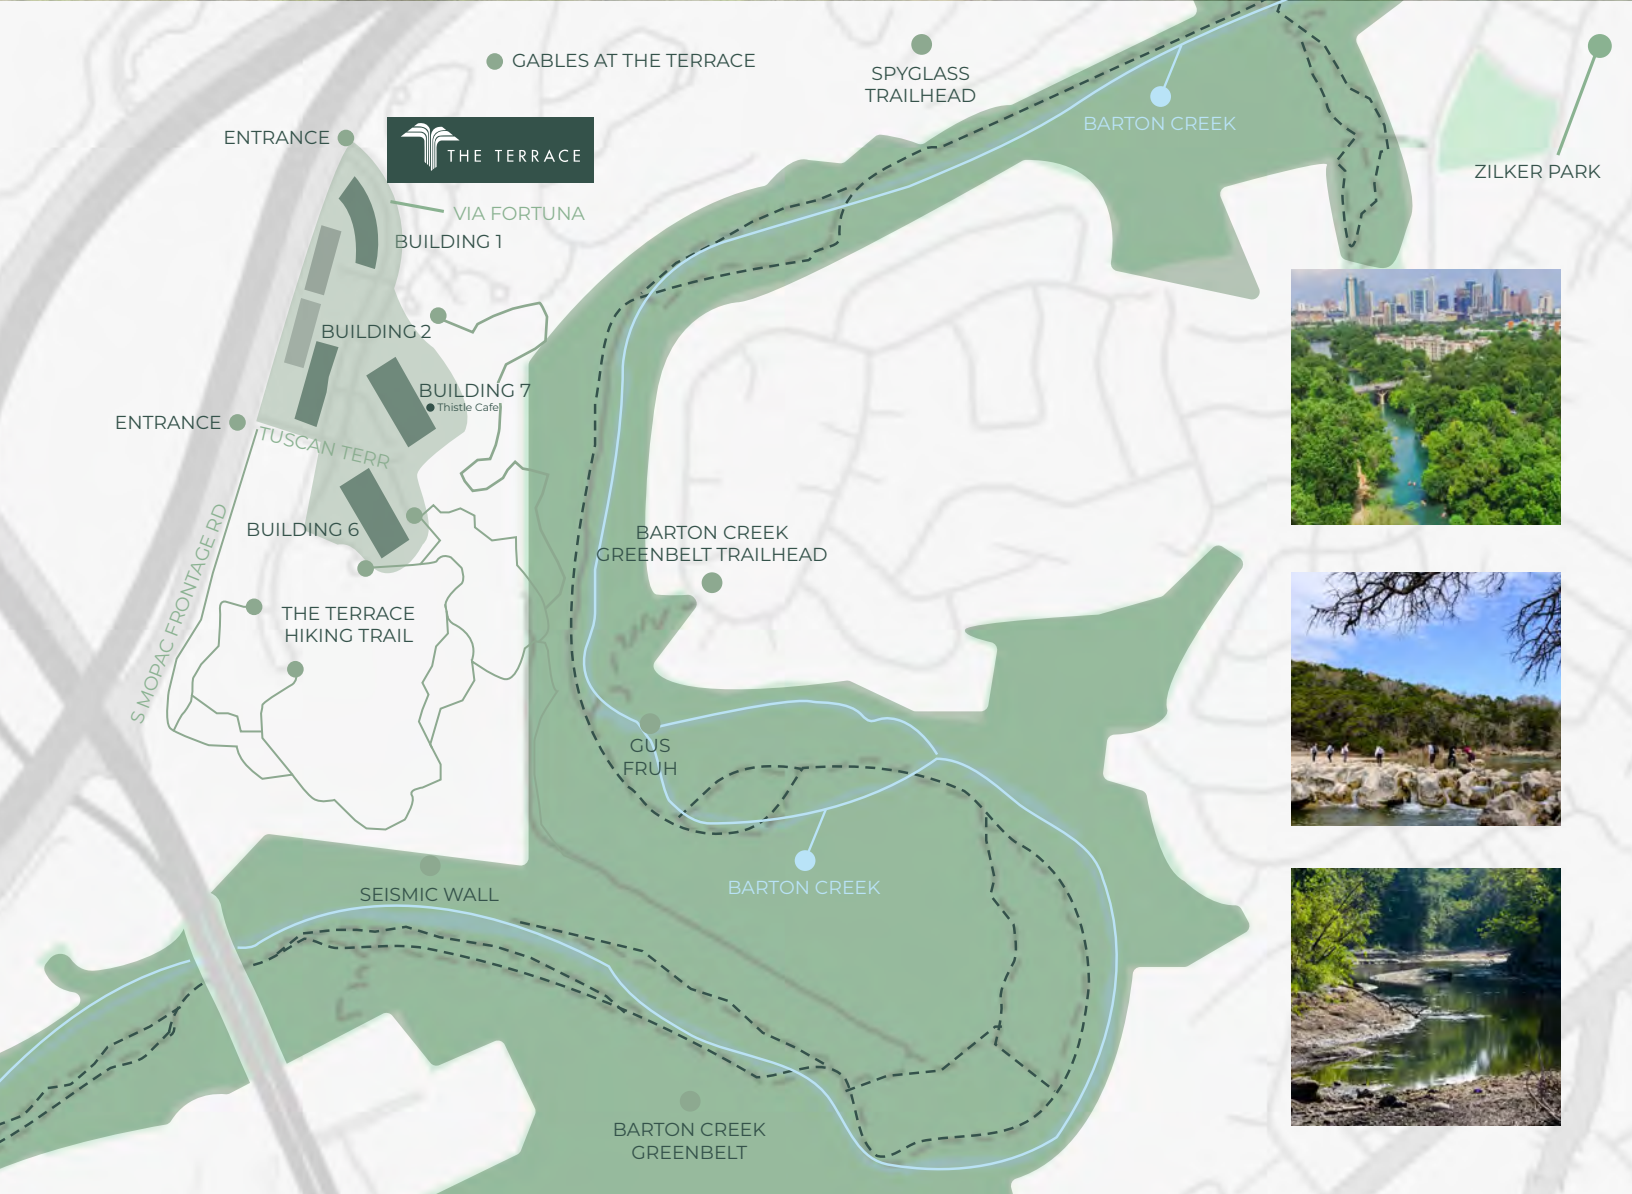 GABLES AT THE TERRACE
SPYGLASS
TRAILHEAD
BARTON CREEK
ENTRANCE
THE TERRACE
ZILKER PARK
VIA FORTUNA
BUILDING 1
BUILDING 2
BUILDING 7
Thistle Cafe
ENTRANCE
TUSCAN TERR
BUILDING 6
BARTON CREEK
GREENBELT TRAILHEAD
S MOPAC FRONTAGE RD
THE TERRACE
HIKING TRAIL
GUS
FRUH
BARTON CREEK
SEISMIC WALL
BARTON CREEK
GREENBELT